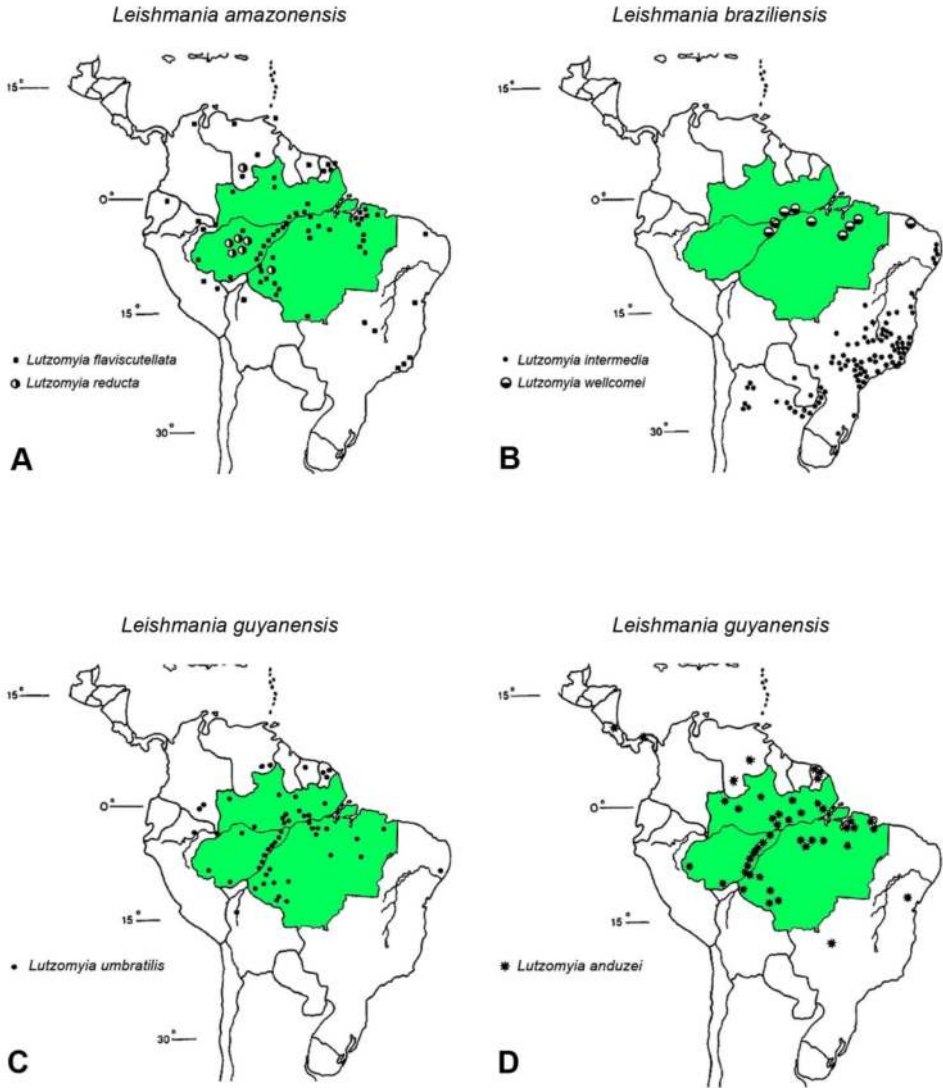 Leishmania amazonensis
15°
0°
15°
Lutzomyia flaviscutellata
Lutzomyia reducta
30°
A
Leishmania braziliensis
15°
0°
15°
Lutzomyia intermedia
Lutzomyia wellcomei
30°
B
Leishmania guyanensis
15°
0°
15°
Lutzomyia umbratilis
30°
C
Leishmania guyanensis
15°
0°
15°
Lutzomyia anduzei
30°
D